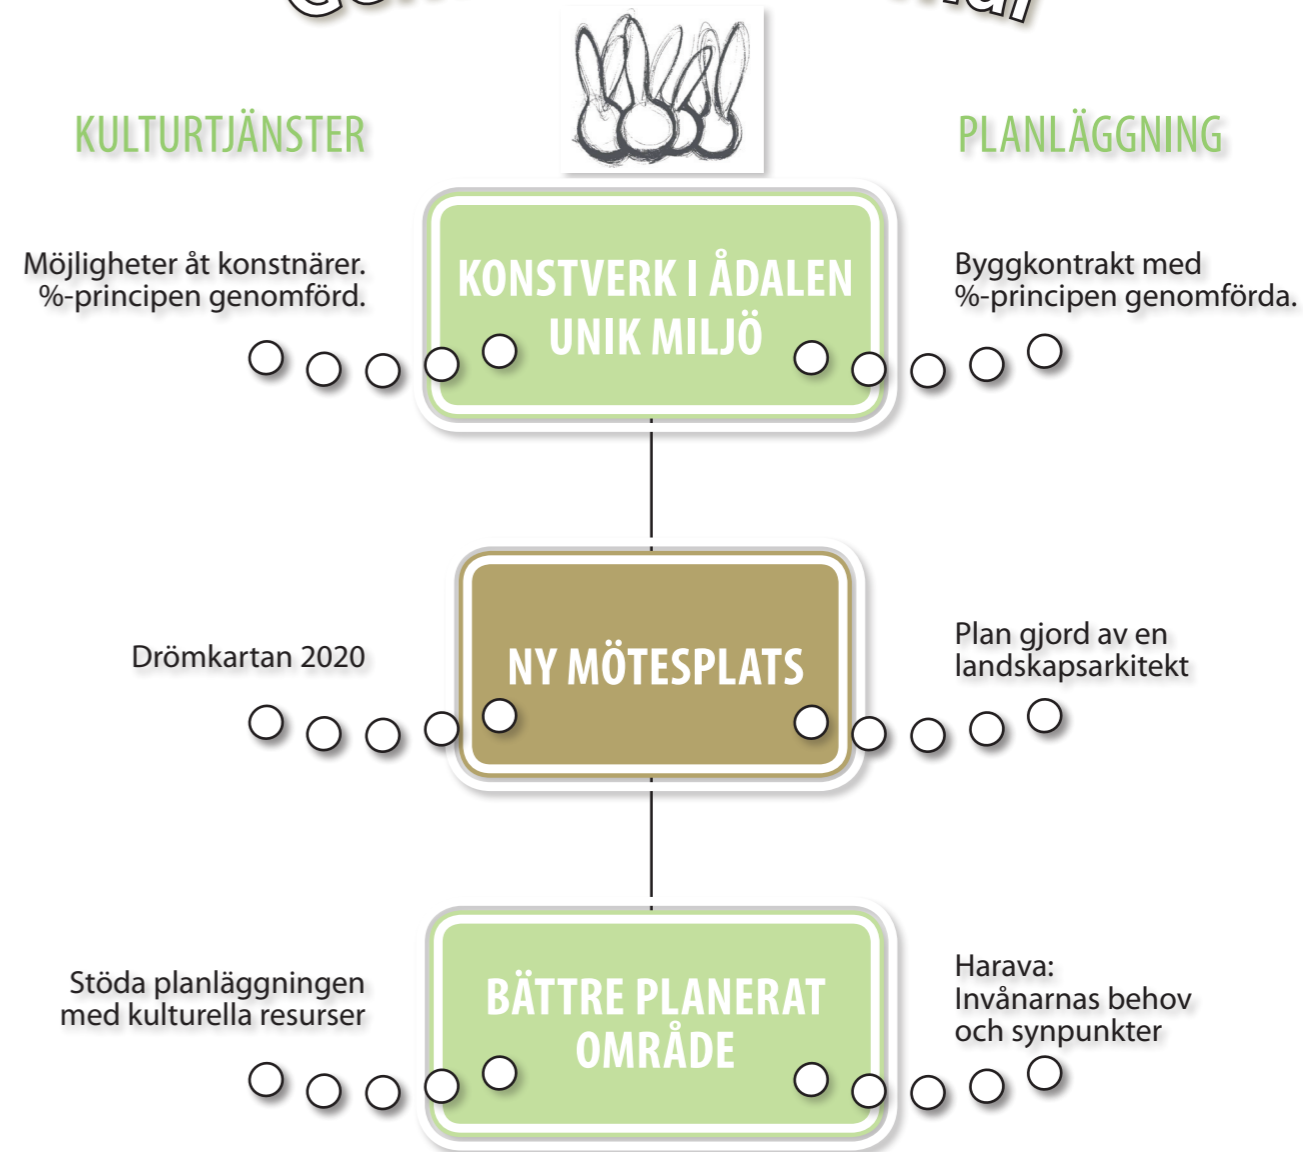 KULTURTJÄNSTER
PLANLÄGGNING
Möjligheter åt konstnärer.
%-principen genomförd.
KONSTVERK I ÅDALEN
UNIK MILJÖ
Byggkontrakt med
%-principen genomförda.
Drömkartan 2020
NY MÖTESPLATS
Plan gjord av en
landskapsarkitekt
Stöda planläggningen
med kulturella resurser
BÄTTRE PLANERAT
OMRÅDE
Harava:
Invånarnas behov
och synpunkter